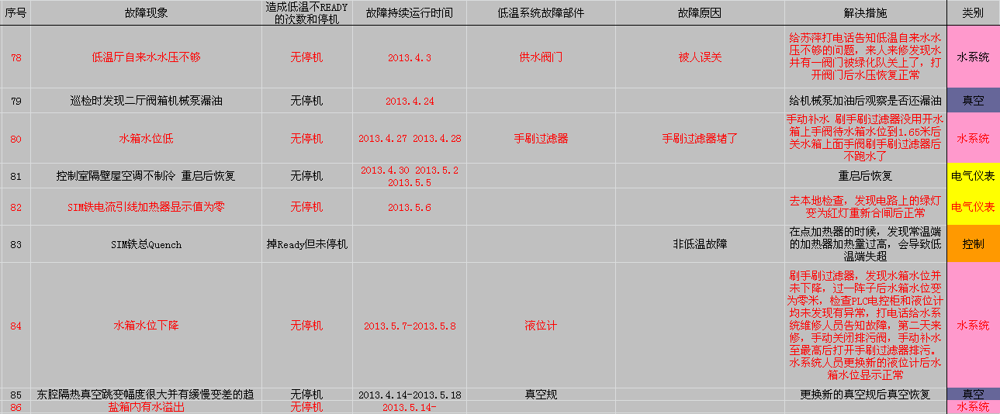 序号 故障现象 造成低温不READY的次数和停机 故障持续运行时间 低温系统故障部件 故障原因 解决措施 类别
78 低温厅自来水水压不够 无停机 2013.4.3 供水阀门 被人误关 给苏萍打电话告知低温自来水水
压不够的问题，来人来修发现水
井有一阀门被绿化队关上了，打
开阀门后水压恢复正常 水系统
79 巡检时发现二厅阀箱机械泵漏油 无停机 2013.4.24 给机械泵加油后观察是否还漏油 真空
80 水箱水位低 无停机 2013.4.27 2013.4.28 手刷过滤器 手刷过滤器堵了 手动补水 刷手刷过滤器没用开水
箱上手阀待水箱水位到1.65米后
关水箱上面手阀刷手刷过滤器后
不跑水了 水系统
81 控制室隔壁屋空调不制冷 重启后恢复 无停机 2013.4.30 2013.5.2
2013.5.5 重启后恢复 电气仪表
82 SIM铁电流引线加热器显示值为零 无停机 2013.5.6 去本地检查，发现电路上的绿灯
变为红灯重新合闸后正常 电气仪表
83 SIM铁总Quench 掉Ready但未停机 非低温故障 在点加热器的时候，发现常温端
的加热器加热量过高，会导致低
温端失超 控制
84 水箱水位下降 无停机 2013.5.7-2013.5.8 液位计 刷手刷过滤器，发现水箱水位并
未下降，过一阵子后水箱水位变
为零米，检查PLC电控柜和液位计
均未发现有异常，打电话给水系
统维修人员告知故障，第二天来
修，手动关闭排污阀，手动补水
至最高后打开手刷过滤器排污。
水系统人员更换新的液位计后水
箱水位显示正常 水系统
85 东腔隔热真空跳变幅度很大并有缓慢变差的趋 无停机 2013.4.14-2013.5.18 真空规 更换新的真空规后真空恢复 真空
86 盐箱内有水溢出 无停机 2013.5.14- 水系统